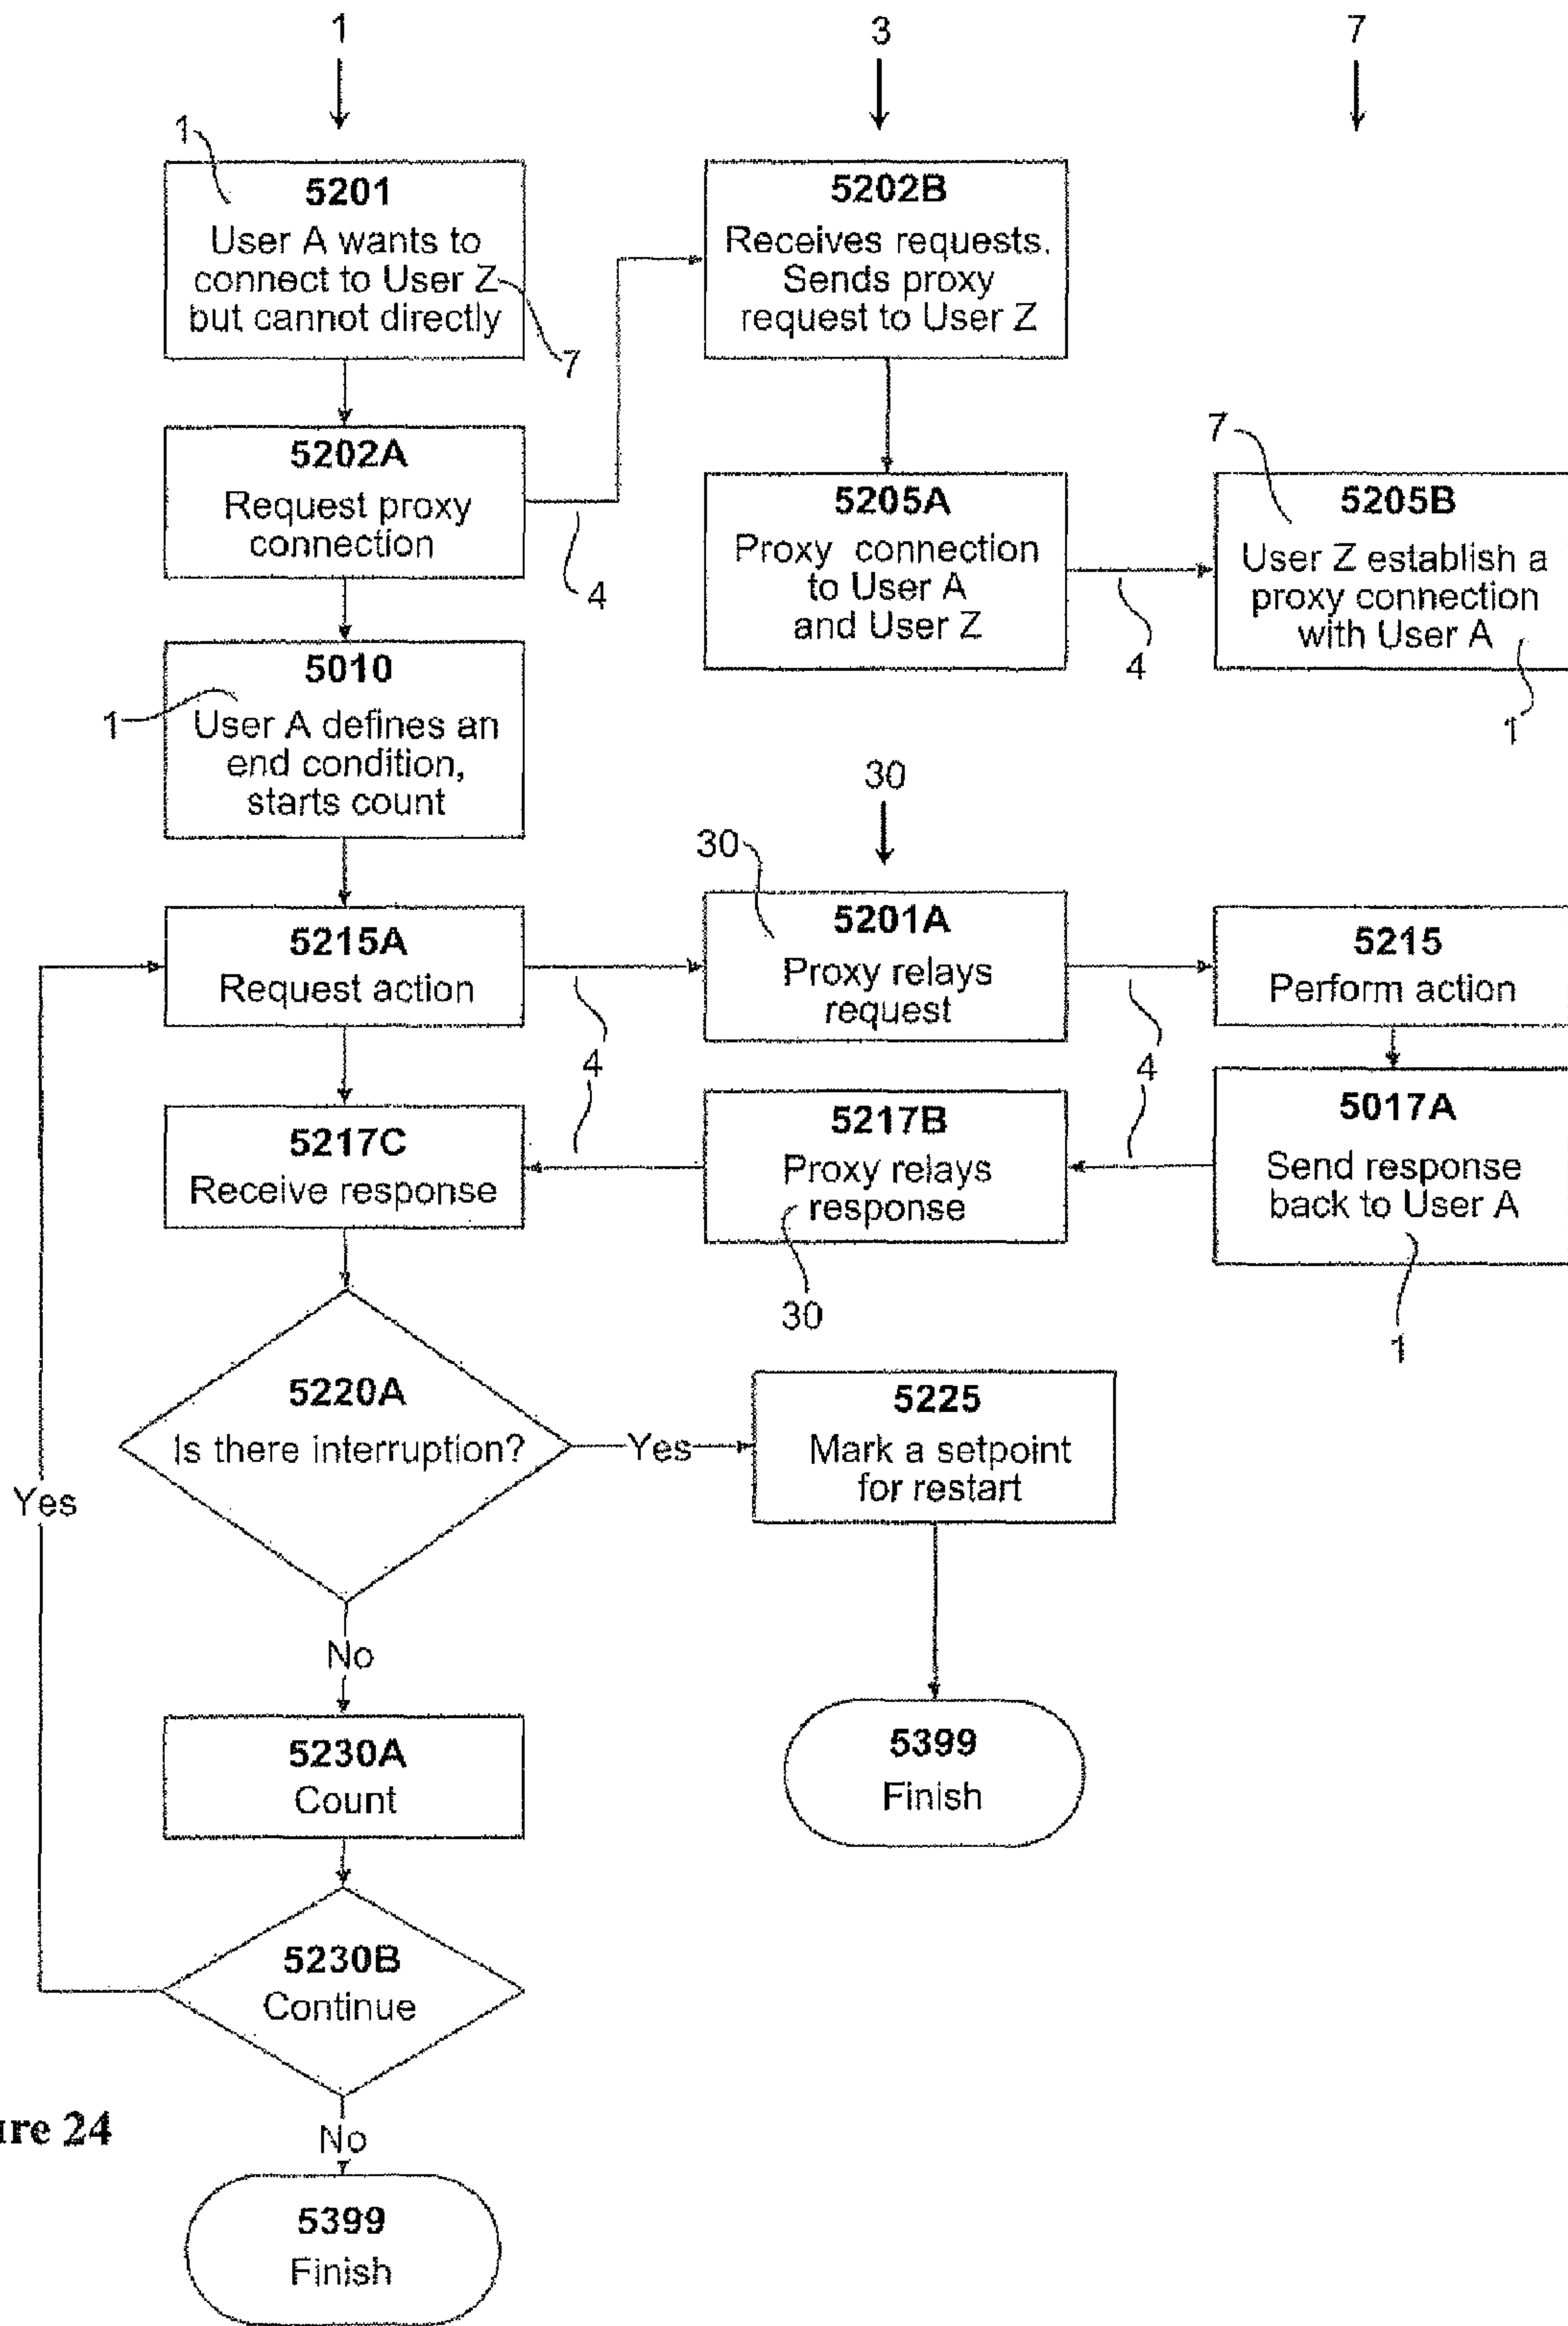 1
3
7
1
5201
User A wants to
connect to User Z
but cannot directly
7
5202B
Receives requests.
Sends proxy
request to User Z
5202A
Request proxy
connection
4
5205A
Proxy connection
to User A
and User Z
4
7
5205B
User Z establish a
proxy connection
with User A
1
5010
1
User A defines an
end condition,
starts count
30
30
5215A
Request action
4
5201A
Proxy relays
request
4
5215
Perform action
5217C
Receive response
5217B
Proxy relays
response
30
5017A
Send response
back to User A
1
5220A
Is there interruption?
Yes
5225
Mark a setpoint
for restart
Yes
No
5230A
Count
5399
Finish
5230B
Continue
No
ure 24
5399
Finish